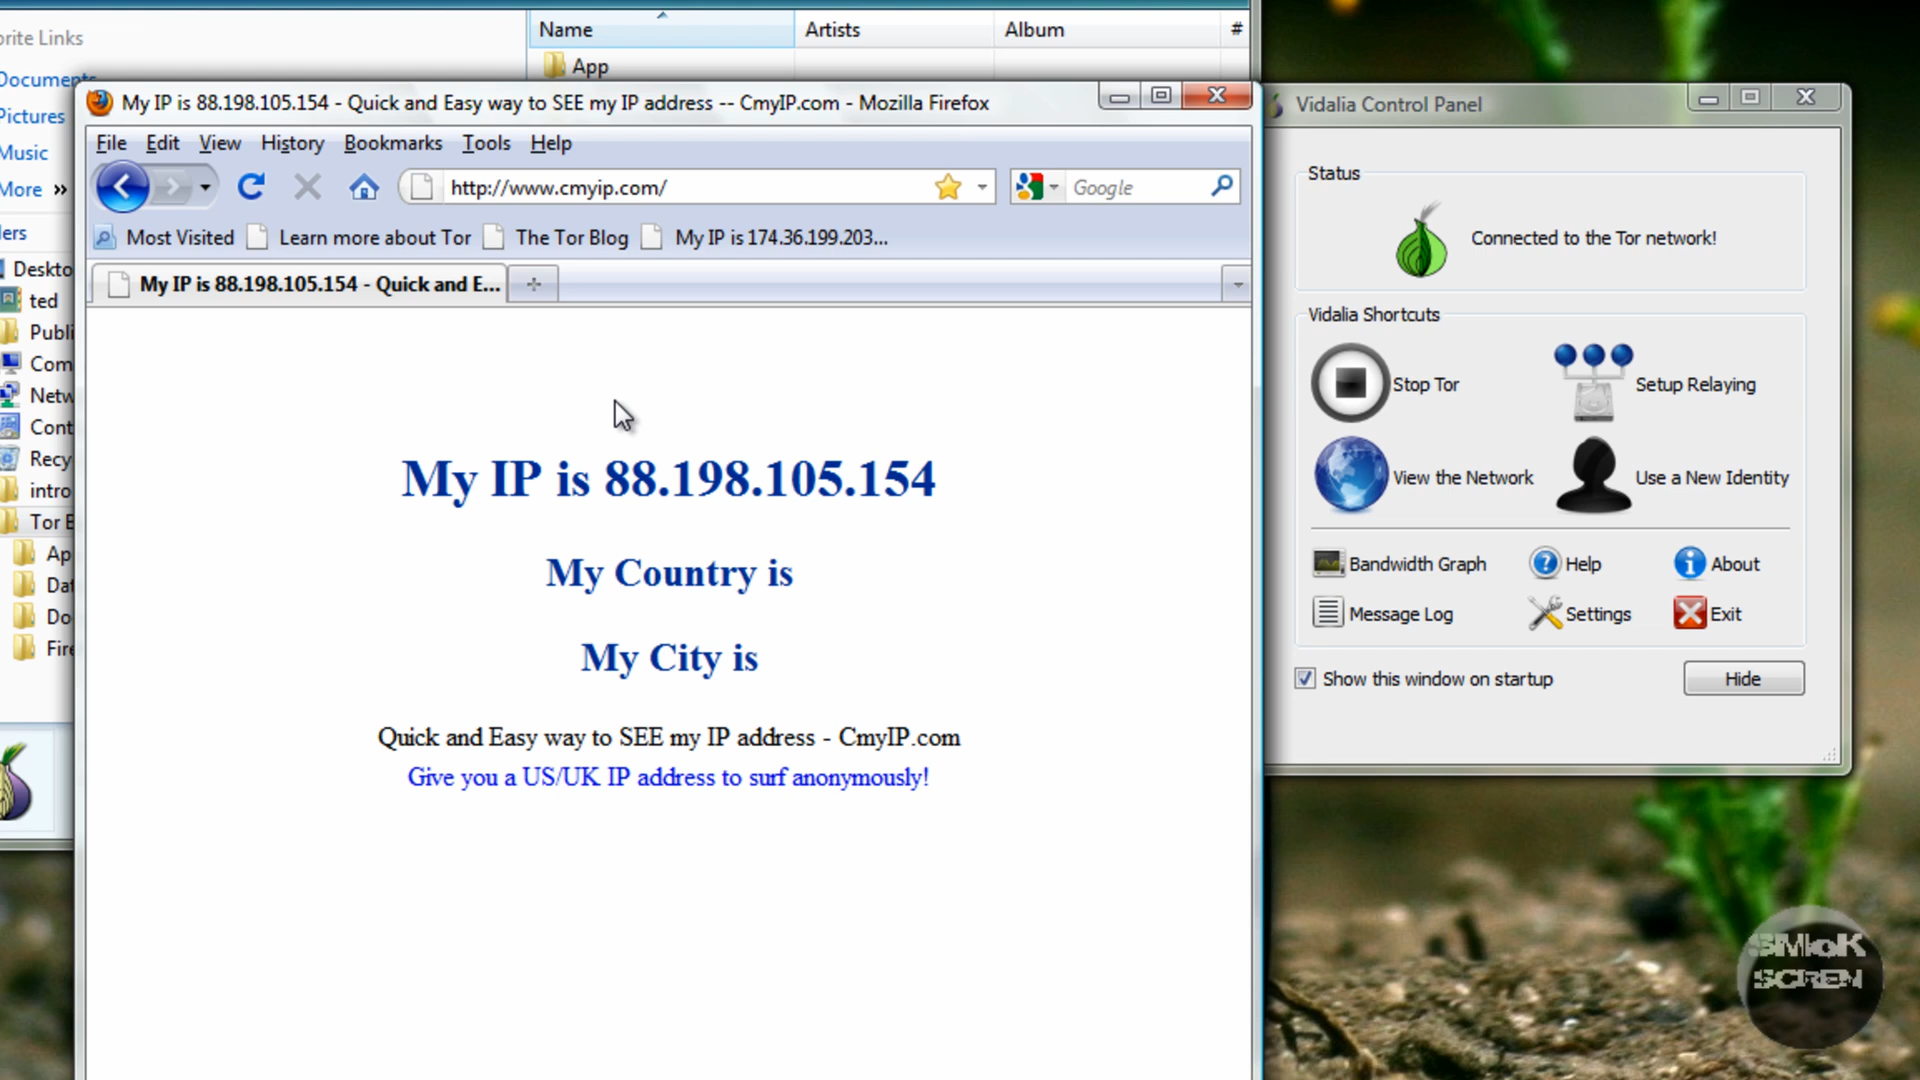 orite Links
Documents
Pictures
Music
More »
ders
Deskto
ted
Publi
Com
Netw
Cont
Recy
intro
Tor B
Ap
Dat
Do
Fire
Name Artists Album #
App
My IP is 88.198.105.154 - Quick and Easy way to SEE my IP address -- CmyIP.com - Mozilla Firefox
File Edit View History Bookmarks Tools Help
http://www.cmyip.com/ Google
Most Visited Learn more about Tor The Tor Blog My IP is 174.36.199.203...
My IP is 88.198.105.154 - Quick and E...
My IP is 88.198.105.154
My Country is
My City is
Quick and Easy way to SEE my IP address - CmyIP.com
Give you a US/UK IP address to surf anonymously!
Vidalia Control Panel
Status
Connected to the Tor network!
Vidalia Shortcuts
Stop Tor Setup Relaying
View the Network Use a New Identity
Bandwidth Graph Help About
Message Log Settings Exit
Show this window on startup Hide
SMoK
SCREN